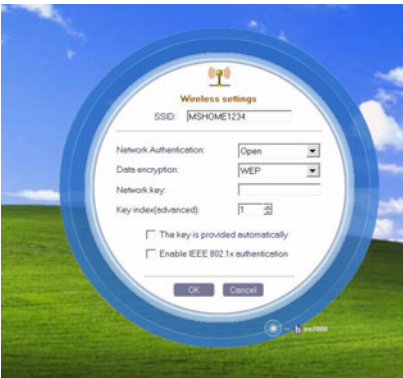 Wireless settings
SSID: MSHOME1234
Network Authentication: Open
Data encryption: WEP
Network key:
Key index(advanced): 1
The key is provided automatically
Enable IEEE 802.1x authentication
OK Cancel